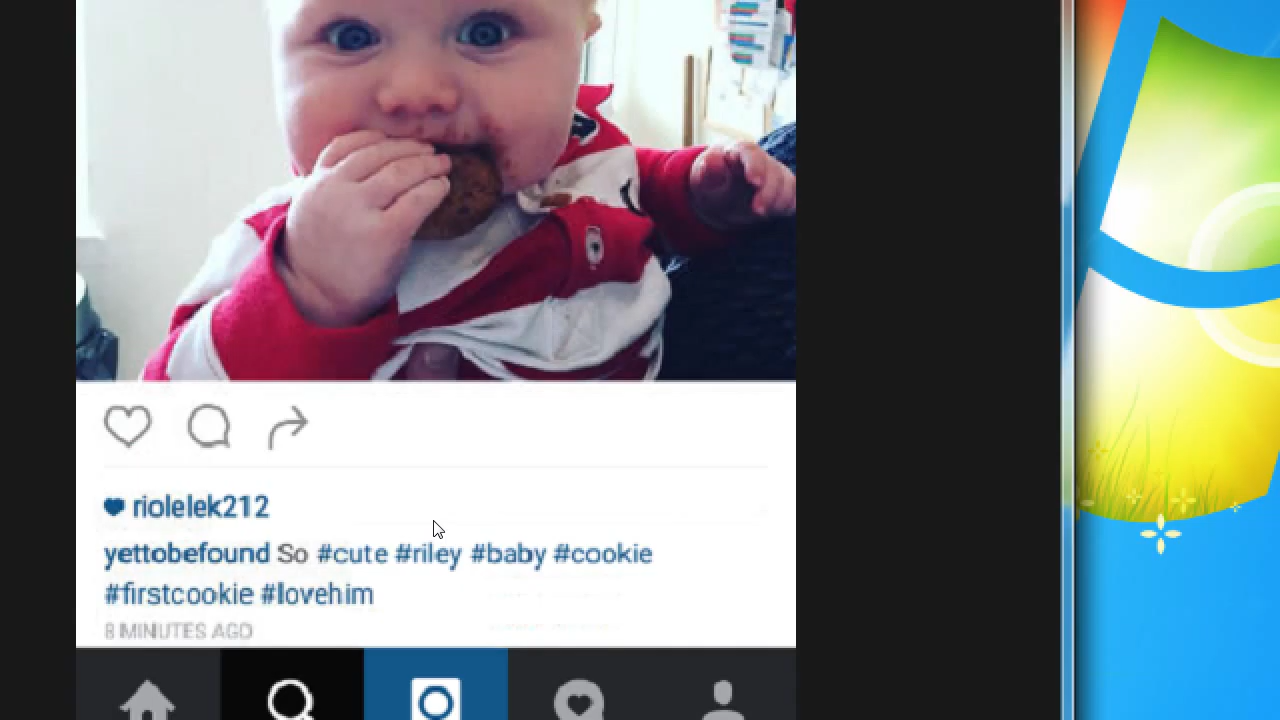 riolelek212
yettobefound So #cute #riley #baby #cookie
#firstcookie #lovehim
8 MINUTES AGO